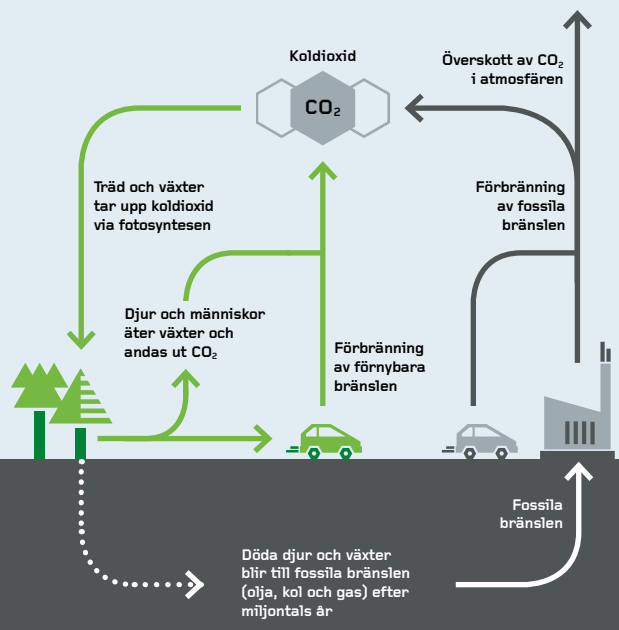 Koldioxid
CO₂
Överskott av CO₂
i atmosfären
Träd och växter
tar upp koldioxid
via fotosyntesen
Förbränning
av fossila
bränslen
Djur och människor
äter växter och
andas ut CO₂
Förbränning
av förnybara
bränslen
Fossila
bränslen
Döda djur och växter
blir till fossila bränslen
(olja, kol och gas) efter
miljontals år